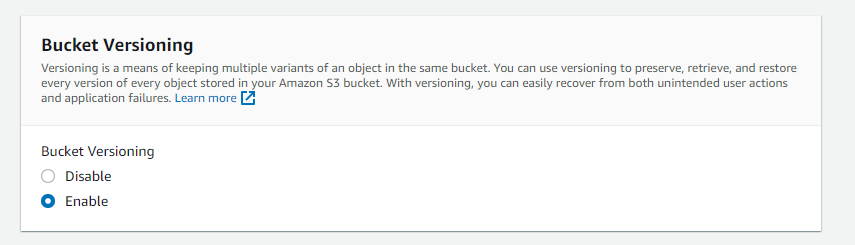 Bucket Versioning
Versioning is a means of keeping multiple variants of an object in the same bucket. You can use versioning to preserve, retrieve, and restore
every version of every object stored in your Amazon S3 bucket. With versioning, you can easily recover from both unintended user actions
and application failures. Learn more
Bucket Versioning
Disable
Enable